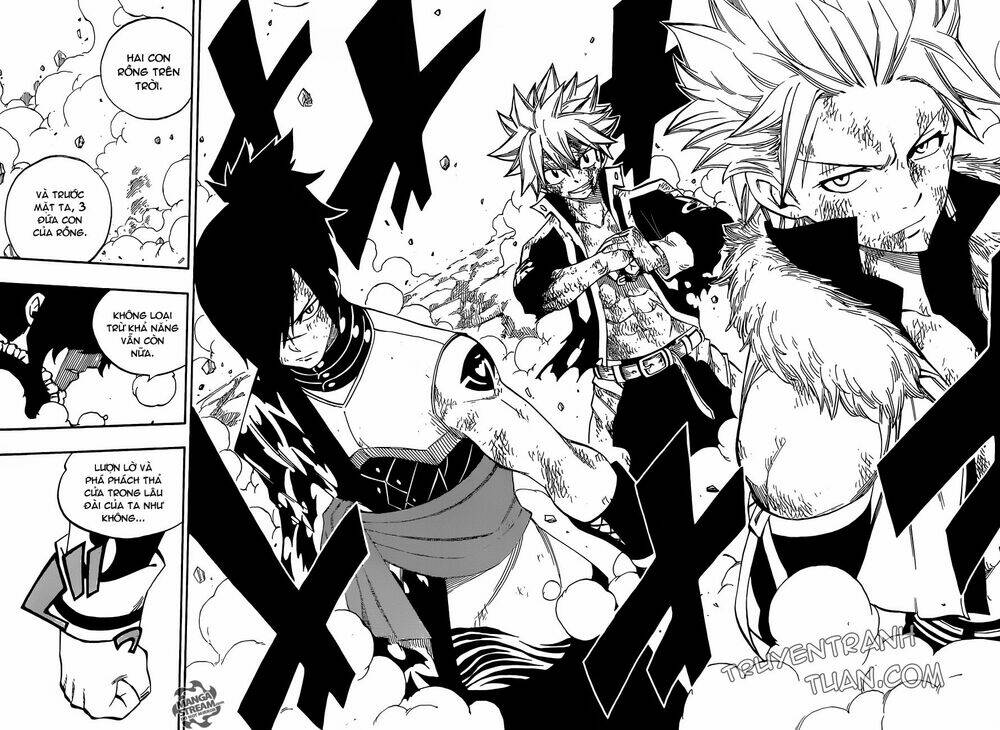 HAI CON
RỒNG TRÊN
TRỜI.
VÀ TRƯỚC
MẶT TA, 3
ĐỨA CON
CỦA RỒNG.
KHÔNG LOẠI
TRỪ KHẢ NĂNG
VẪN CÒN
NỮA.
LƯỢN LỜ VÀ
PHÁ PHÁCH THẢ
CỬA TRONG LÂU
ĐÀI CỦA TA NHƯ
KHÔNG...
MANGA
STREAM
TRUYENTRANH
TUAN.COM